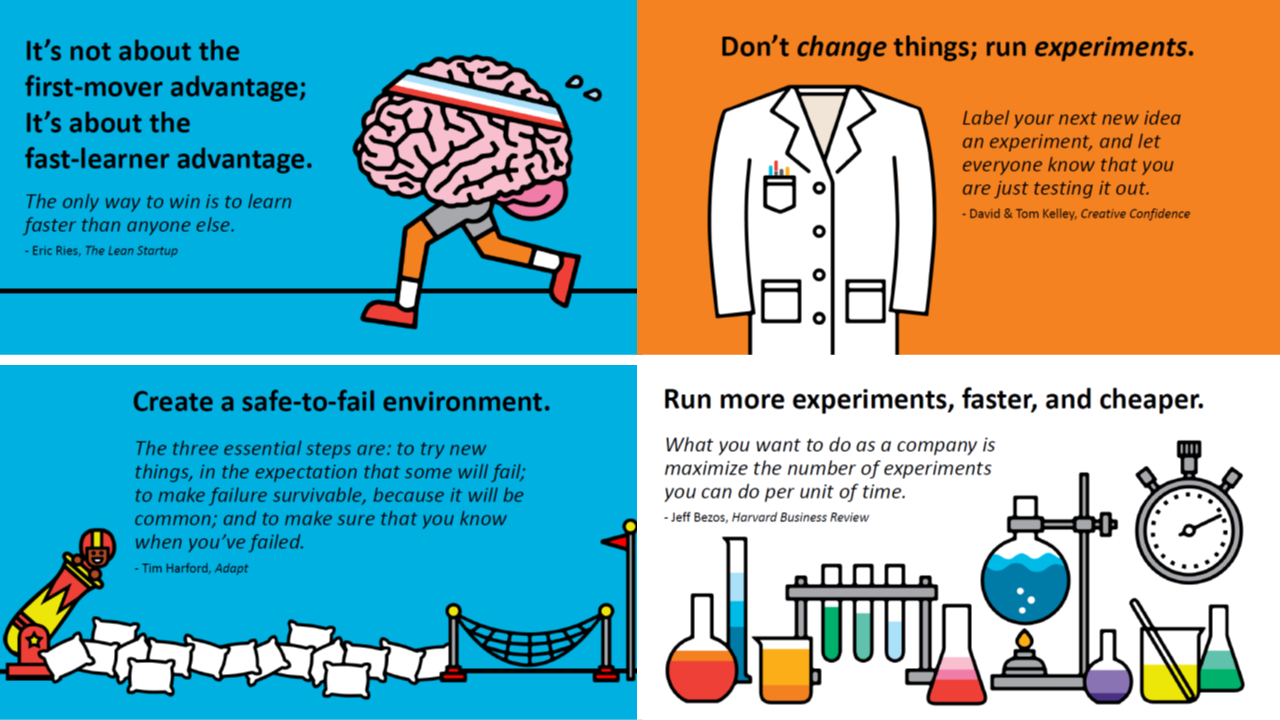 It's not about the
first-mover advantage;
It's about the
fast-learner advantage.
The only way to win is to learn
faster than anyone else.
- Eric Ries, The Lean Startup
Don't change things; run experiments.
Label your next new idea
an experiment, and let
everyone know that you
are just testing it out.
- David & Tom Kelley, Creative Confidence
Create a safe-to-fail environment.
The three essential steps are: to try new
things, in the expectation that some will fail;
to make failure survivable, because it will be
common; and to make sure that you know
when you've failed.
- Tim Harford, Adapt
Run more experiments, faster, and cheaper.
What you want to do as a company is
maximize the number of experiments
you can do per unit of time.
- Jeff Bezos, Harvard Business Review